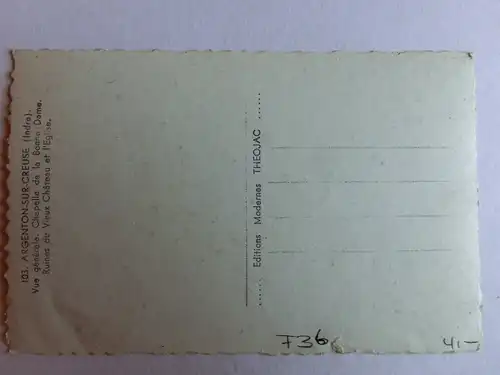 103. ARGENTON-SUR-CREUSE (Indre).
Vue générale. Chapelle de la Bonne Dame.
Ruines du Vieux Château et l'Eglise.
...... Editions Modernes THEOJAC ......
F36
41-